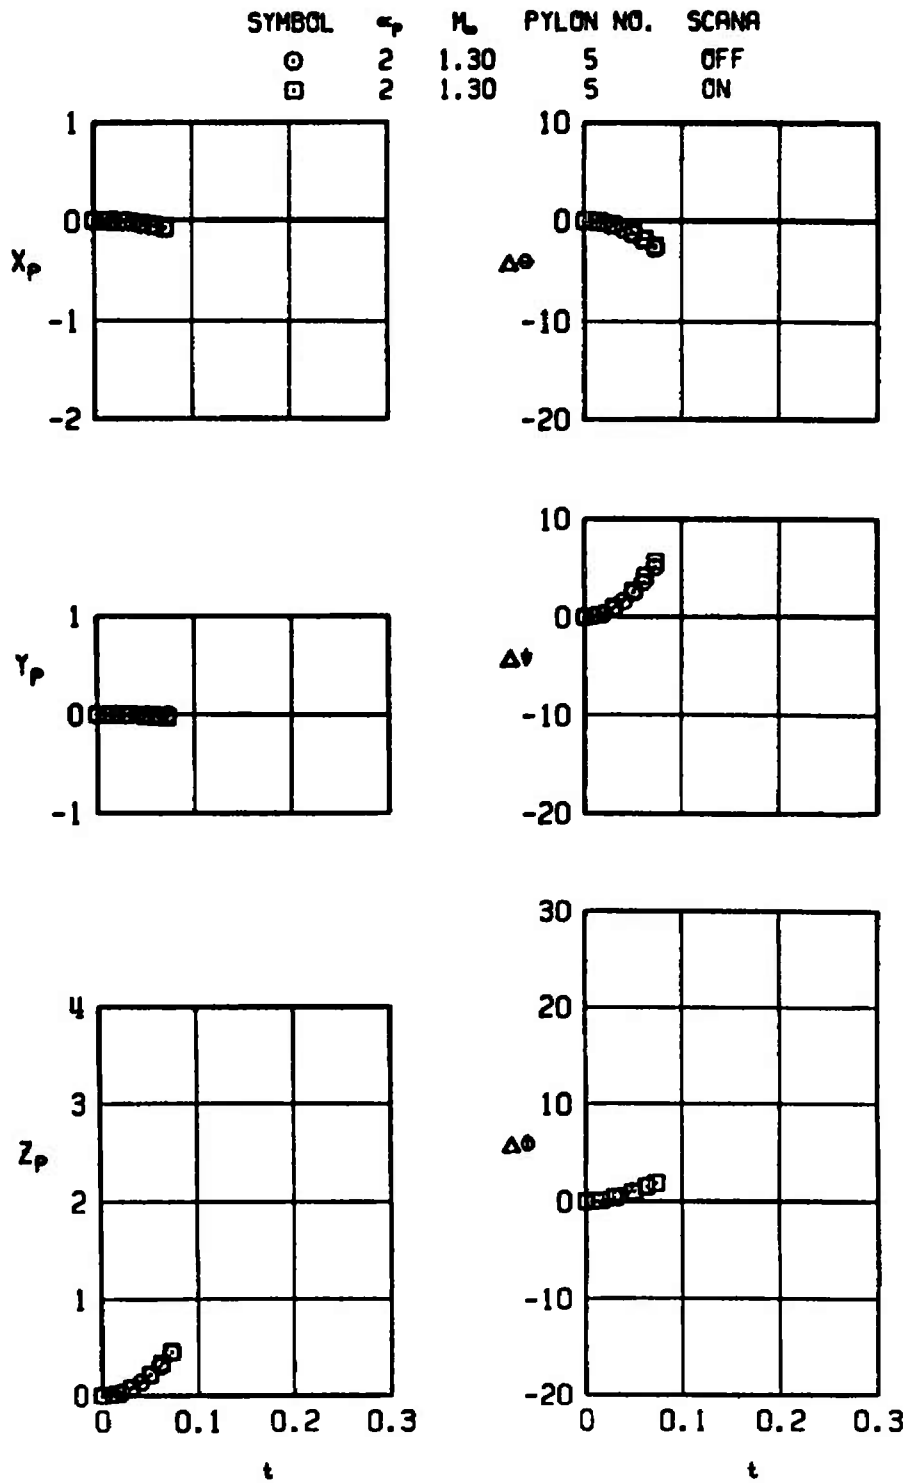 SYMBOL αₚ M∞ PYLON NO. SCANA
⊙ 2 1.30 5 OFF
⊡ 2 1.30 5 ON
1
0
Xₚ
-1
-2
10
0
Δθ
-10
-20
1
Yₚ
0
-1
10
0
Δψ
-10
-20
4
3
Zₚ
2
1
0
0 0.1 0.2 0.3
t
30
20
10
Δφ
0
-10
-20
0 0.1 0.2 0.3
t